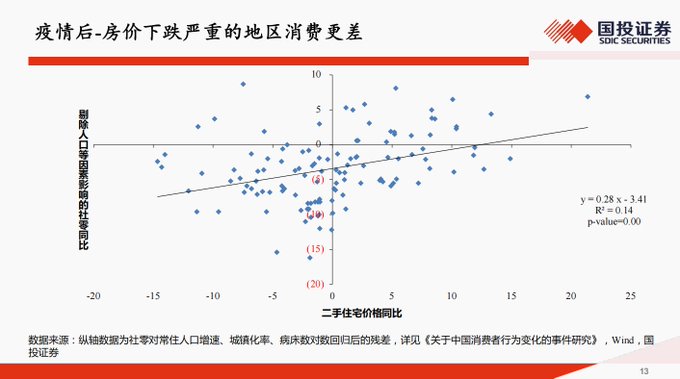 疫情后-房价下跌严重的地区消费更差
国投证券
SDIC SECURITIES
剔除人口等因素影响的社零同比
10
5
0
(5)
(10)
(15)
(20)
-20
-15
-10
-5
0
5
10
15
20
25
y = 0.28 x - 3.41
R² = 0.14
p-value=0.00
二手住宅价格同比
数据来源：纵轴数据为社零对常住人口增速、城镇化率、病床数对数回归后的残差，详见《关于中国消费者行为变化的事件研究》，Wind，国
投证券
13